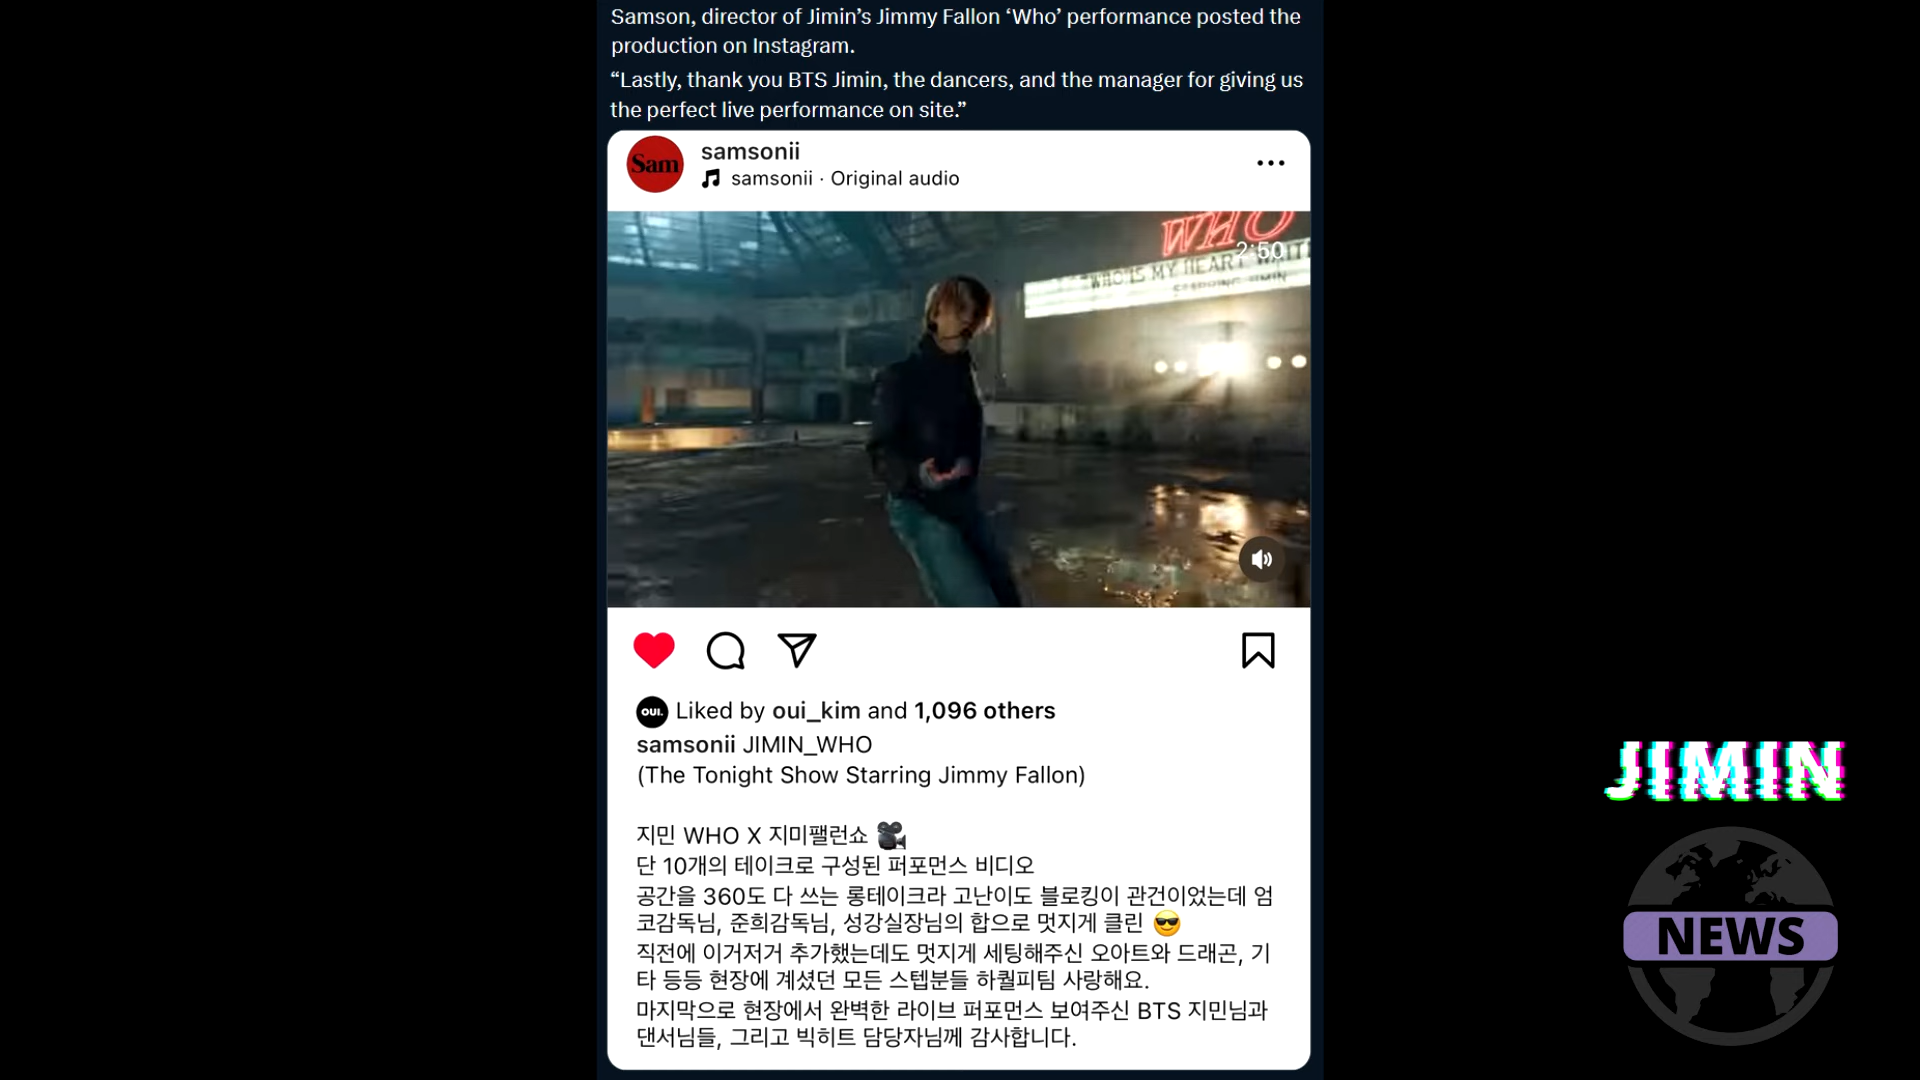 Samson, director of Jimin’s Jimmy Fallon ‘Who’ performance posted the
production on Instagram.
“Lastly, thank you BTS Jimin, the dancers, and the manager for giving us
the perfect live performance on site.”
Sam
samsonii
samsonii · Original audio
WHO
2:50
WHO IS MY HEART WAITI
STARRING JIMIN
OUI. Liked by oui_kim and 1,096 others
samsonii JIMIN_WHO
(The Tonight Show Starring Jimmy Fallon)
지민 WHO X 지미팰런쇼 🎥
단 10개의 테이크로 구성된 퍼포먼스 비디오
공간을 360도 다 쓰는 롱테이크라 고난이도 블로킹이 관건이었는데 엄
코감독님, 준희감독님, 성강실장님의 합으로 멋지게 클린 😎
직전에 이거저거 추가했는데도 멋지게 세팅해주신 오아트와 드래곤, 기
타 등등 현장에 계셨던 모든 스텝분들 하퀄피팀 사랑해요.
마지막으로 현장에서 완벽한 라이브 퍼포먼스 보여주신 BTS 지민님과
댄서님들, 그리고 빅히트 담당자님께 감사합니다.
JIMIN
NEWS